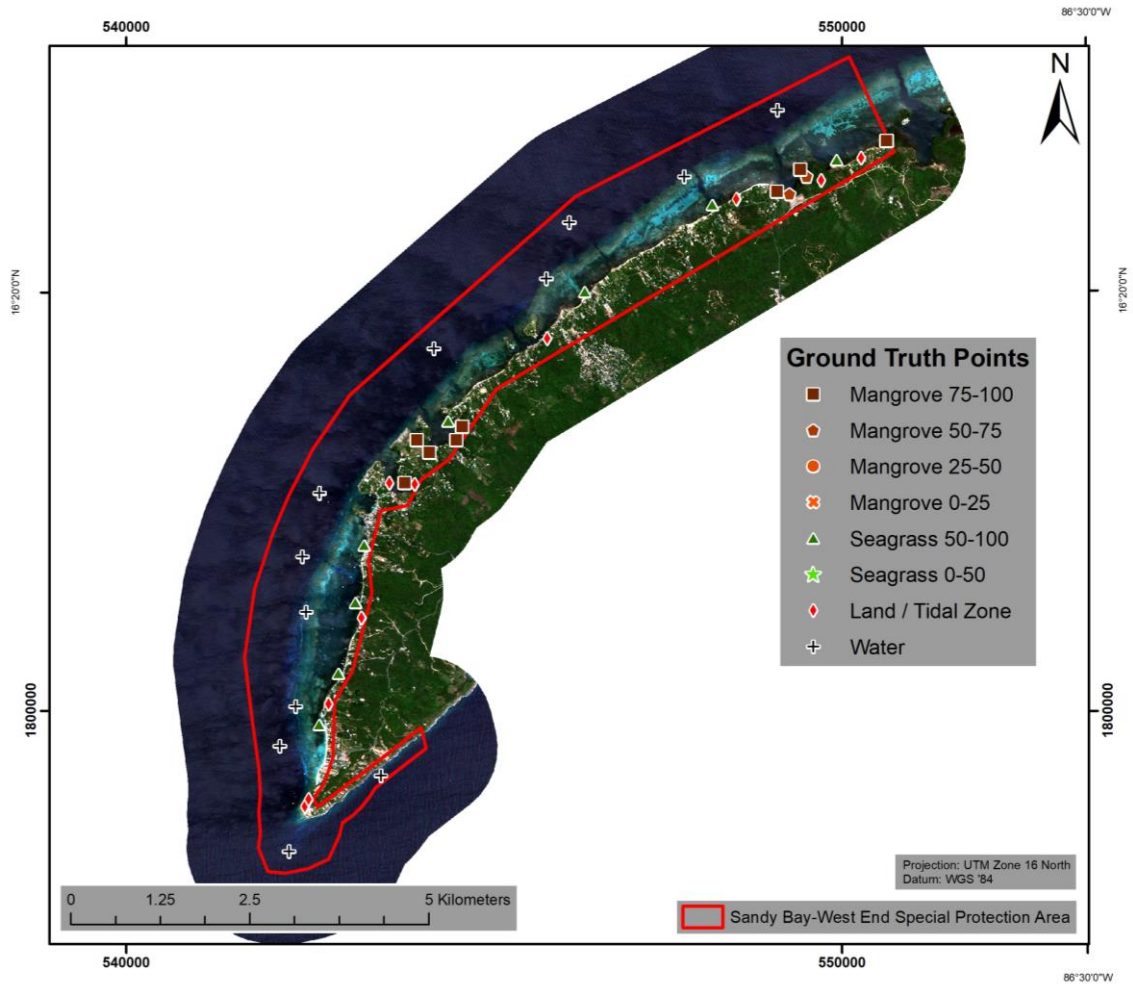 86°30'0"W
540000
550000
N
16°20'0"N
16°20'0"N
Ground Truth Points
Mangrove 75-100
Mangrove 50-75
Mangrove 25-50
Mangrove 0-25
Seagrass 50-100
Seagrass 0-50
Land / Tidal Zone
Water
1800000
1800000
Projection: UTM Zone 16 North
Datum: WGS '84
0 1.25 2.5 5 Kilometers
Sandy Bay-West End Special Protection Area
540000
550000
86°30'0"W